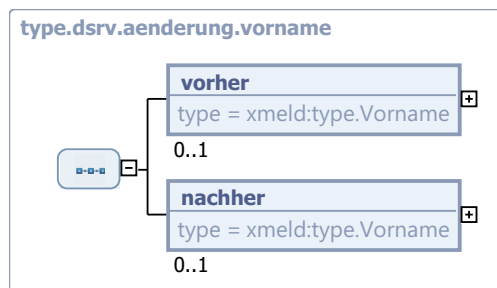 type.dsrv.aenderung.vorname
vorher
type = xmeld:type.Vorname
0..1
nachher
type = xmeld:type.Vorname
0..1